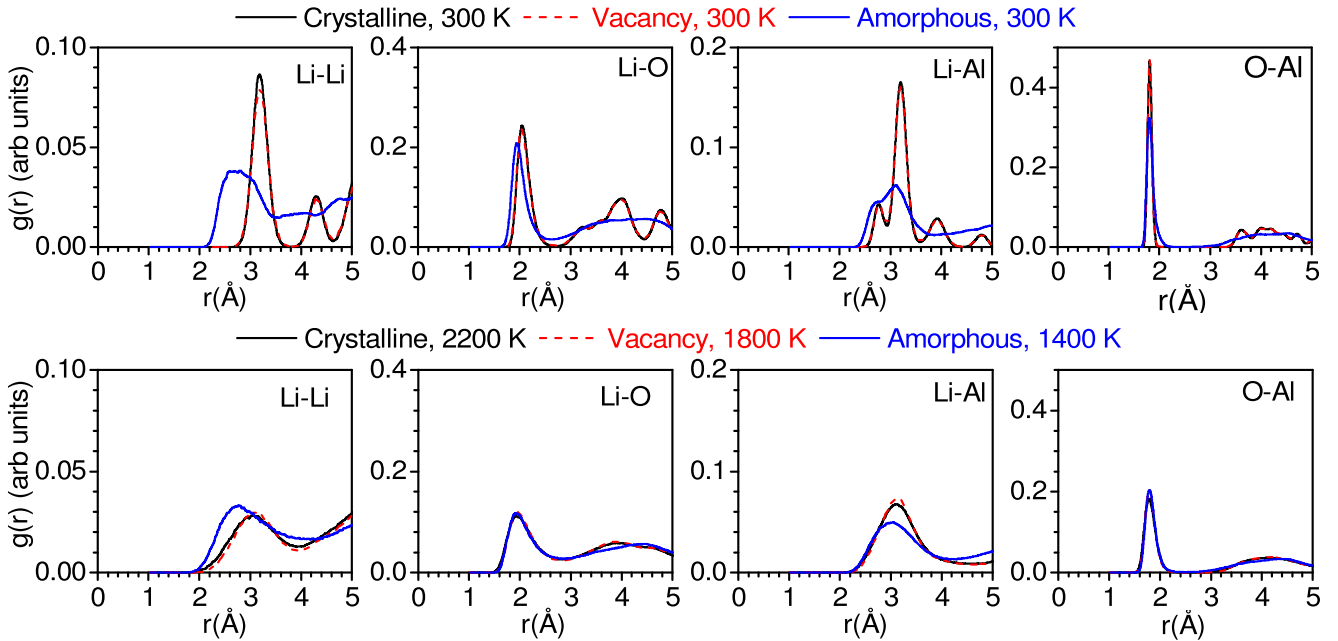 Crystalline, 300 K Vacancy, 300 K Amorphous, 300 K
g(r) (arb units)
0.10
0.05
0.00
Li-Li
0 1 2 3 4 5
r(Å)
0.4
0.2
0.0
Li-O
0 1 2 3 4 5
r(Å)
0.2
0.1
0.0
Li-Al
0 1 2 3 4 5
r(Å)
0.4
0.2
0.0
O-Al
0 1 2 3 4 5
r(Å)
Crystalline, 2200 K Vacancy, 1800 K Amorphous, 1400 K
g(r) (arb units)
0.10
0.05
0.00
Li-Li
0 1 2 3 4 5
r(Å)
0.4
0.2
0.0
Li-O
0 1 2 3 4 5
r(Å)
0.2
0.1
0.0
Li-Al
0 1 2 3 4 5
r(Å)
0.4
0.2
0.0
O-Al
0 1 2 3 4 5
r(Å)